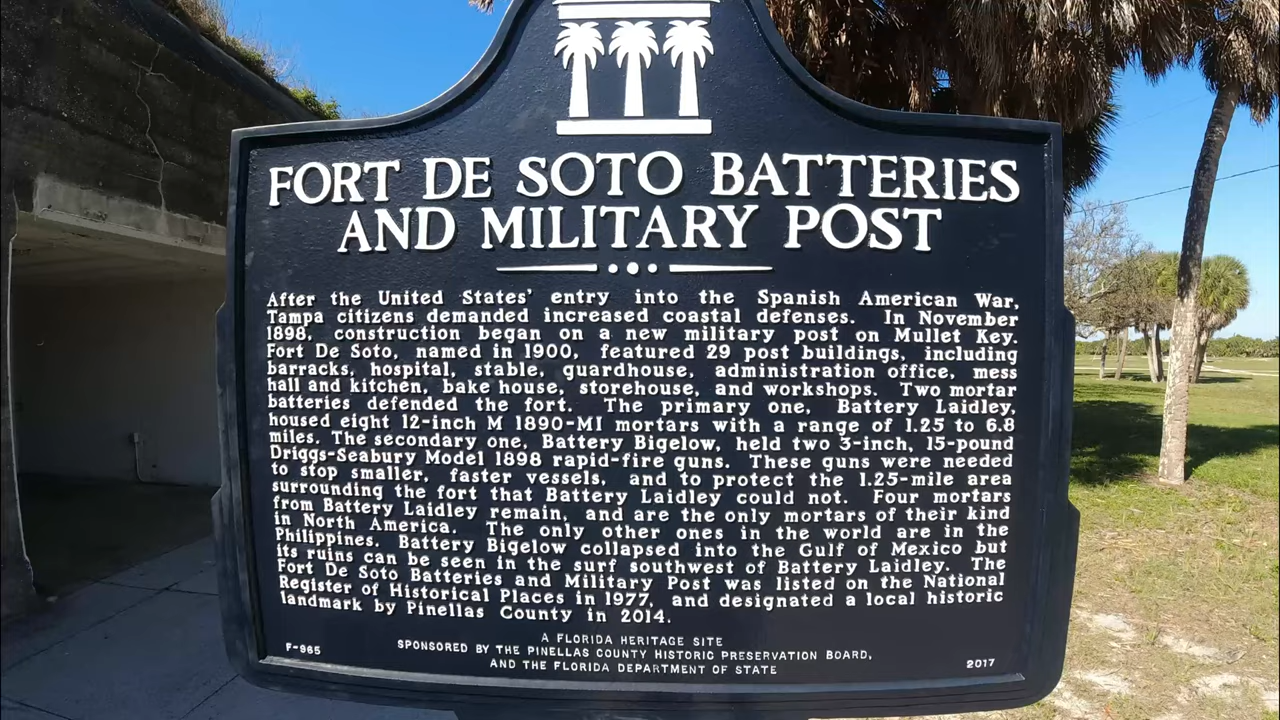 FORT DE SOTO BATTERIES
AND MILITARY POST
After the United States' entry into the Spanish American War,
Tampa citizens demanded increased coastal defenses. In November
1898, construction began on a new military post on Mullet Key.
Fort De Soto, named in 1900, featured 29 post buildings, including
barracks, hospital, stable, guardhouse, administration office, mess
hall and kitchen, bake house, storehouse, and workshops. Two mortar
batteries defended the fort. The primary one, Battery Laidley,
housed eight 12-inch M 1890-MI mortars with a range of 1.25 to 6.8
miles. The secondary one, Battery Bigelow, held two 3-inch, 15-pound
Driggs-Seabury Model 1898 rapid-fire guns. These guns were needed
to stop smaller, faster vessels, and to protect the 1.25-mile area
surrounding the fort that Battery Laidley could not. Four mortars
from Battery Laidley remain, and are the only mortars of their kind
in North America. The only other ones in the world are in the
Philippines. Battery Bigelow collapsed into the Gulf of Mexico but
its ruins can be seen in the surf southwest of Battery Laidley. The
Fort De Soto Batteries and Military Post was listed on the National
Register of Historical Places in 1977, and designated a local historic
landmark by Pinellas County in 2014.
A FLORIDA HERITAGE SITE
F-965 SPONSORED BY THE PINELLAS COUNTY HISTORIC PRESERVATION BOARD,
AND THE FLORIDA DEPARTMENT OF STATE 2017